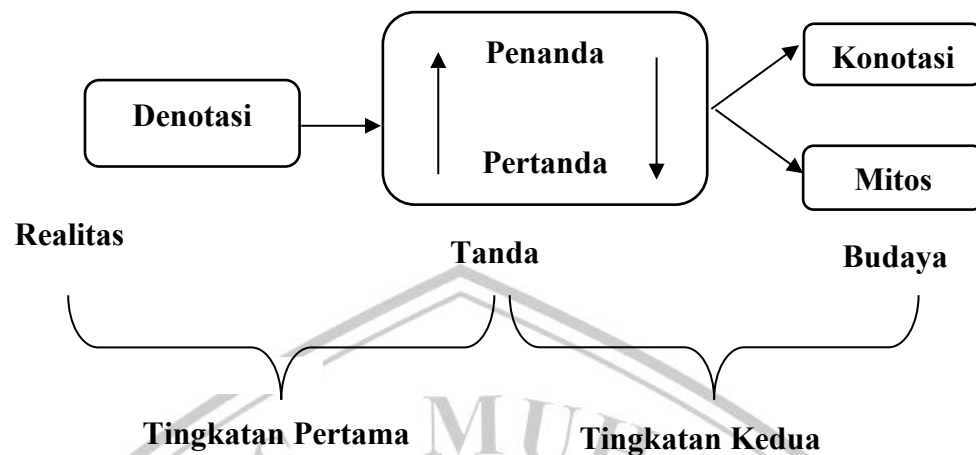 Penanda
Konotasi
Denotasi
Pertanda
Mitos
Realitas
Tanda
Budaya
Tingkatan Pertama
Tingkatan Kedua